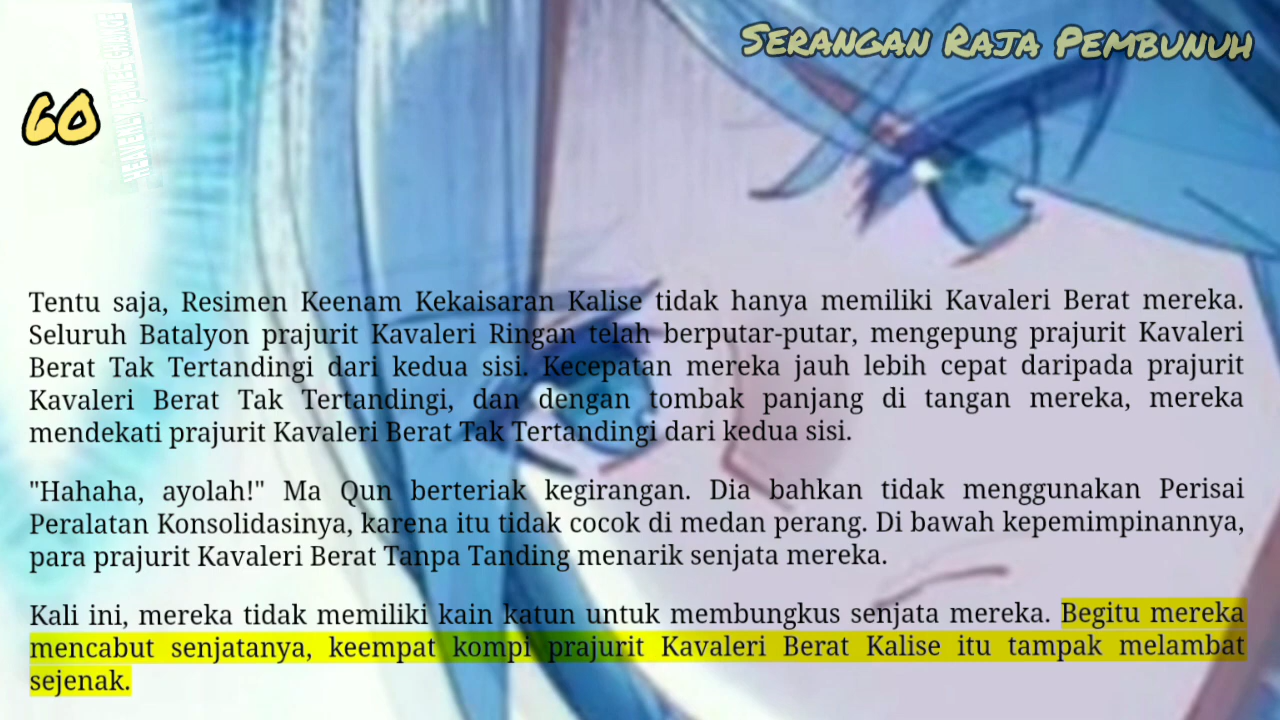 Serangan Raja Pembunuh
60
Tentu saja, Resimen Keenam Kekaisaran Kalise tidak hanya memiliki Kavaleri Berat mereka.
Seluruh Batalyon prajurit Kavaleri Ringan telah berputar-putar, mengepung prajurit Kavaleri
Berat Tak Tertandingi dari kedua sisi. Kecepatan mereka jauh lebih cepat daripada prajurit
Kavaleri Berat Tak Tertandingi, dan dengan tombak panjang di tangan mereka, mereka
mendekati prajurit Kavaleri Berat Tak Tertandingi dari kedua sisi.
"Hahaha, ayolah!" Ma Qun berteriak kegirangan. Dia bahkan tidak menggunakan Perisai
Peralatan Konsolidasinya, karena itu tidak cocok di medan perang. Di bawah kepemimpinannya,
para prajurit Kavaleri Berat Tanpa Tanding menarik senjata mereka.
Kali ini, mereka tidak memiliki kain katun untuk membungkus senjata mereka. Begitu mereka
mencabut senjatanya, keempat kompi prajurit Kavaleri Berat Kalise itu tampak melambat
sejenak.